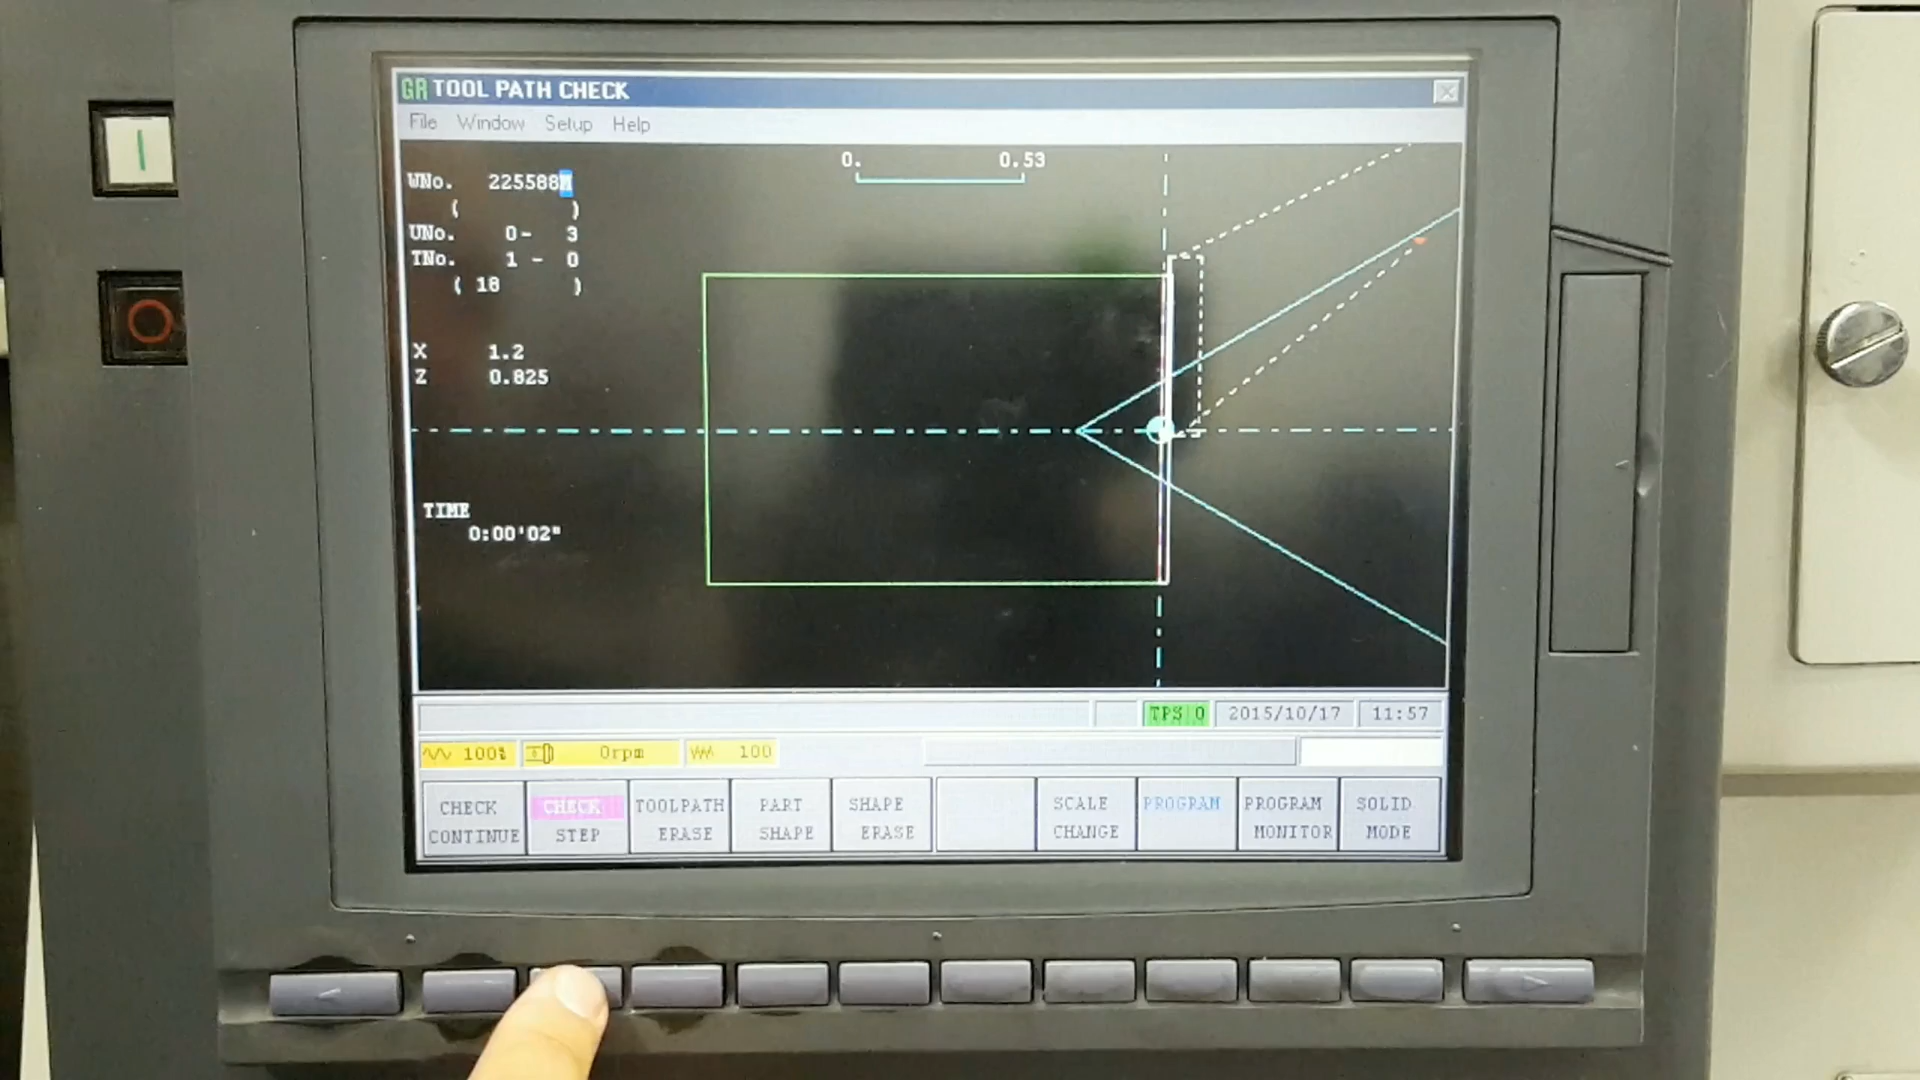 GR TOOL PATH CHECK
File Window Setup Help
0. 0.53
WNo. 225588M
( )
UNo. 0- 3
TNo. 1 - 0
( 18 )
X 1.2
Z 0.825
TIME
0:00'02"
TPS 0 2015/10/17 11:57
100% 0rpm 100
CHECK CONTINUE
CHECK STEP
TOOLPATH ERASE
PART SHAPE
SHAPE ERASE
SCALE CHANGE
PROGRAM
PROGRAM MONITOR
SOLID MODE